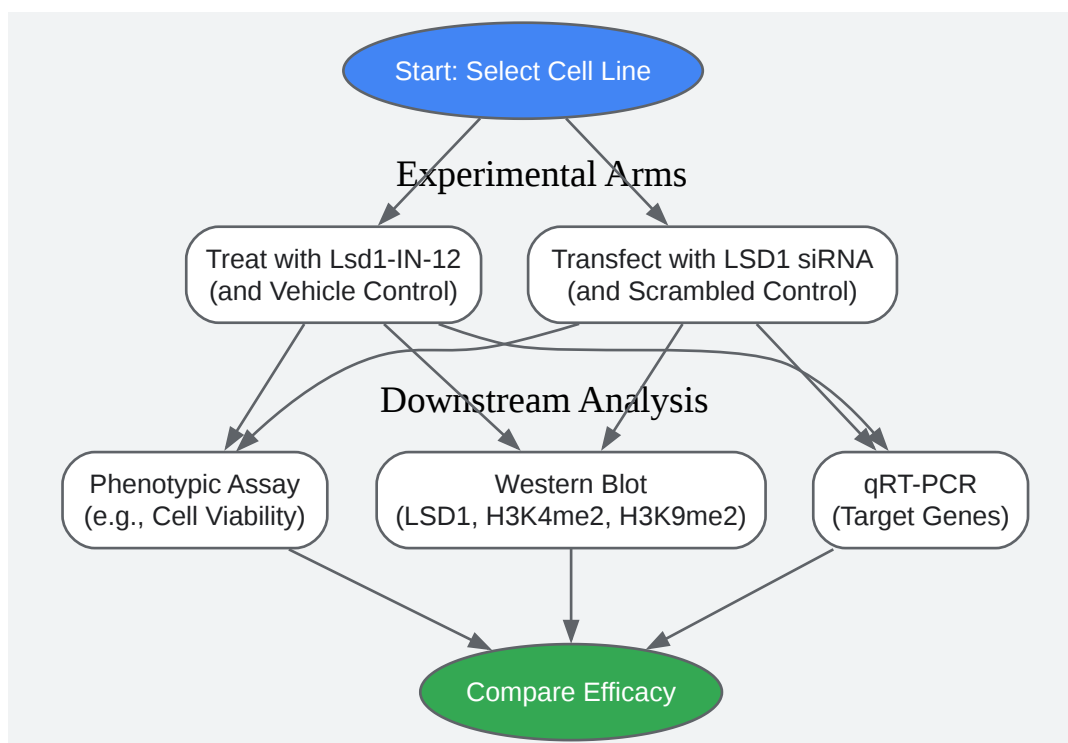 Start: Select Cell Line
Experimental Arms
Treat with Lsd1-IN-12
(and Vehicle Control)
Transfect with LSD1 siRNA
(and Scrambled Control)
Downstream Analysis
Phenotypic Assay
(e.g., Cell Viability)
Western Blot
(LSD1, H3K4me2, H3K9me2)
qRT-PCR
(Target Genes)
Compare Efficacy